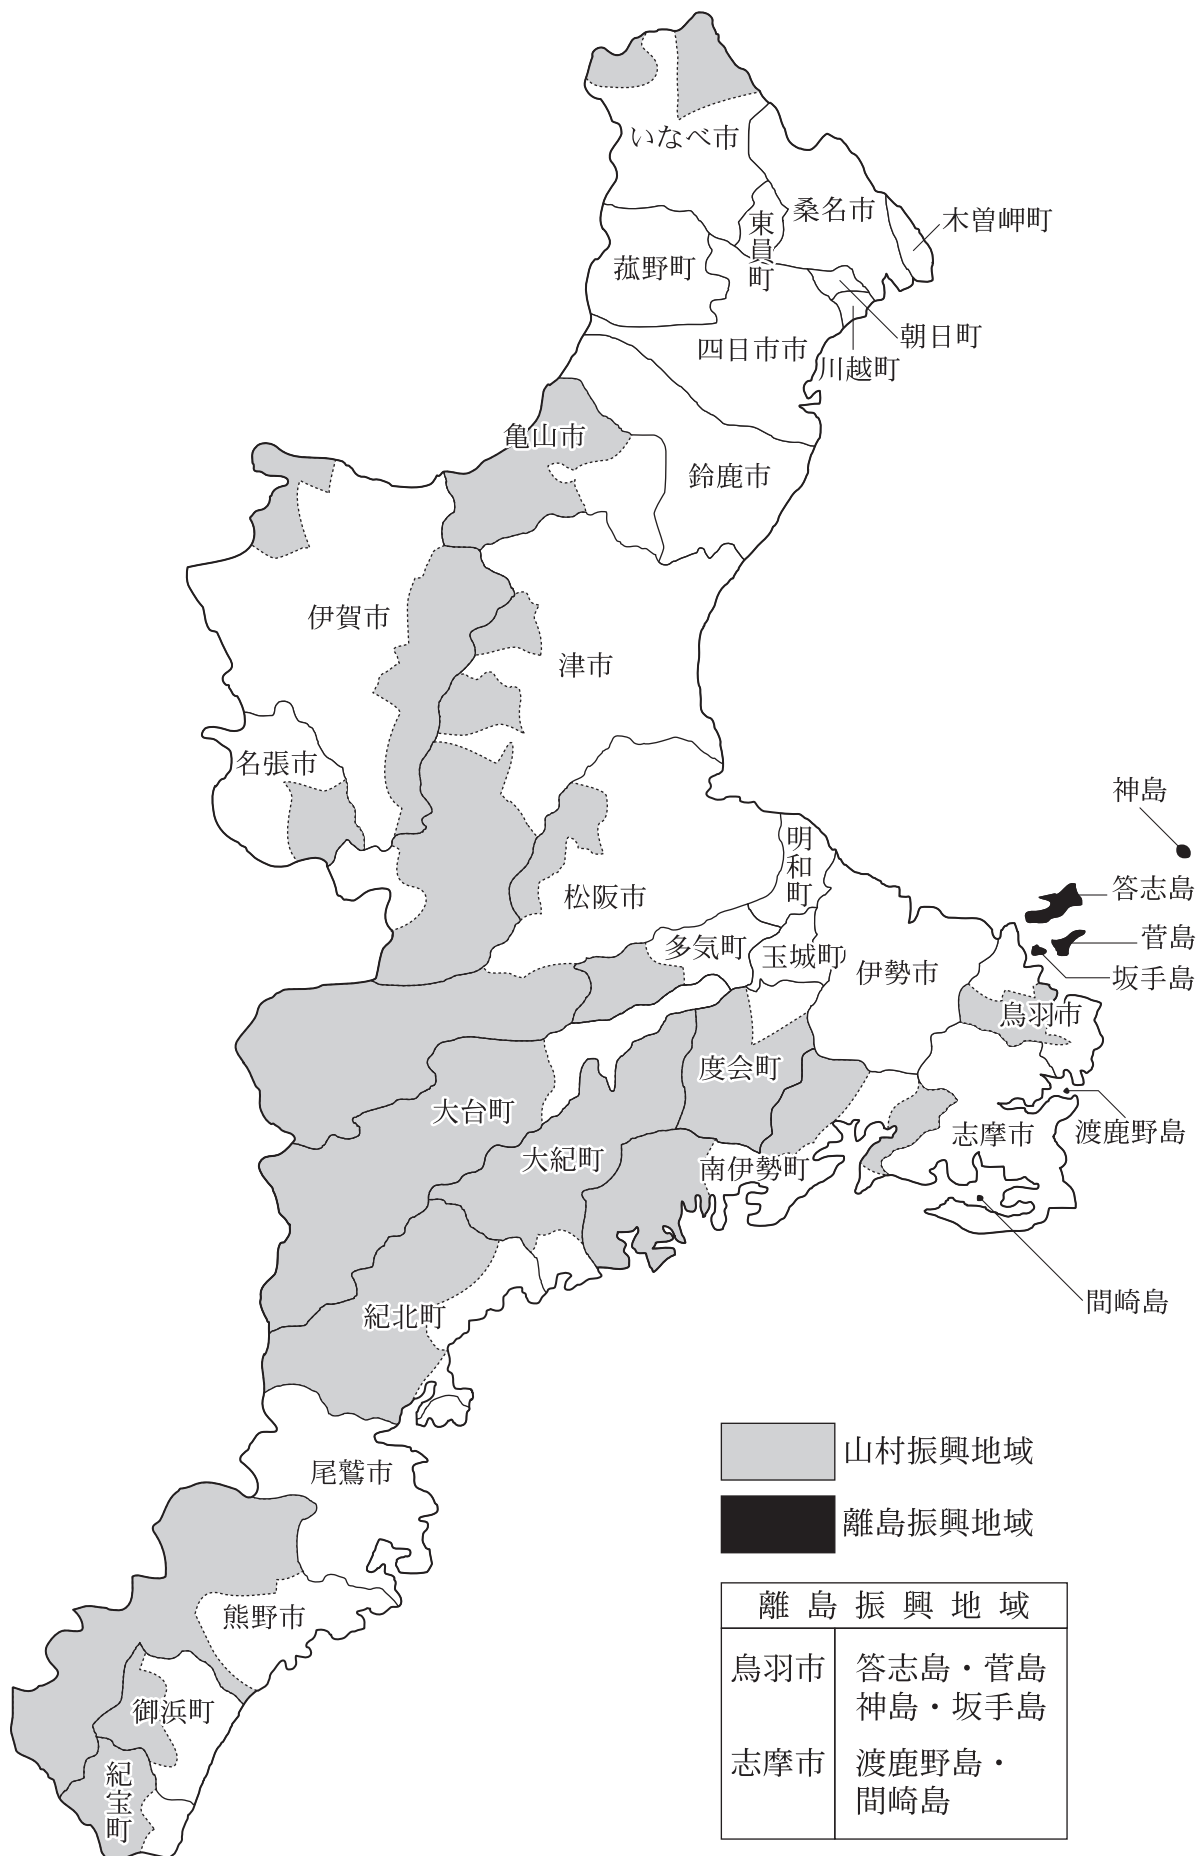 いなべ市
桑名市
木曽岬町
東員町
菰野町
朝日町
四日市市
川越町
亀山市
鈴鹿市
伊賀市
津市
名張市
神島
明和町
答志島
松阪市
菅島
多気町
玉城町
伊勢市
坂手島
鳥羽市
度会町
大台町
志摩市
渡鹿野島
大紀町
南伊勢町
間崎島
紀北町
山村振興地域
尾鷲市
離島振興地域
離島振興地域
熊野市
鳥羽市
答志島・菅島
神島・坂手島
御浜町
志摩市
渡鹿野島・
間崎島
紀宝町